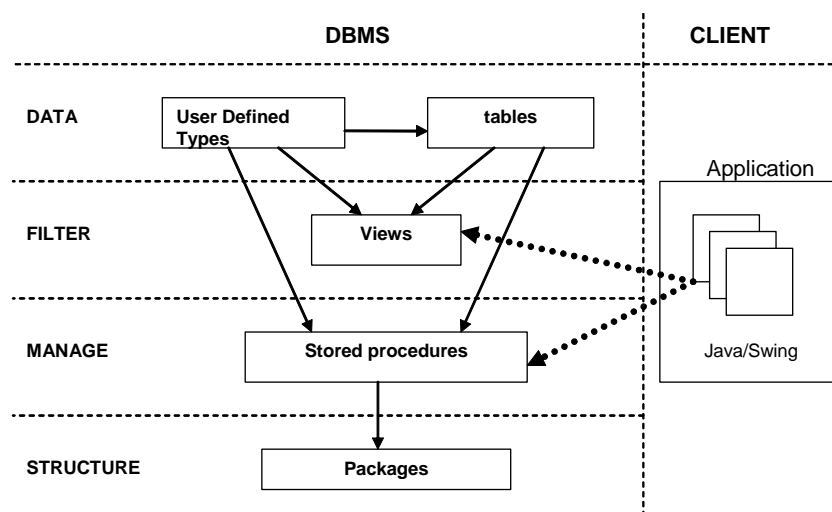 DBMS
CLIENT
DATA
User Defined
Types
tables
Application
FILTER
Views
MANAGE
Stored procedures
Java/Swing
STRUCTURE
Packages